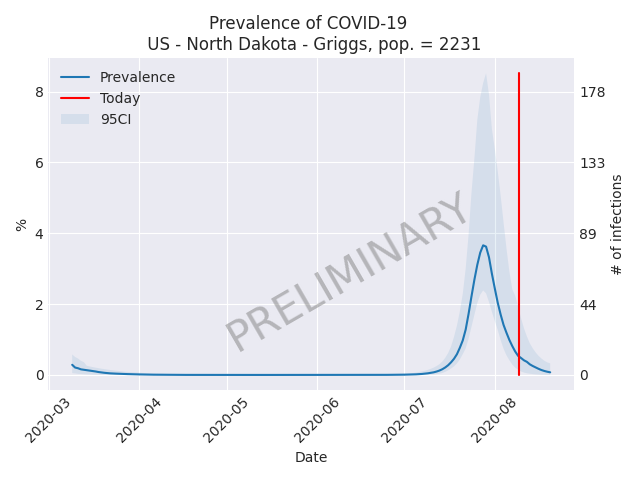 Prevalence of COVID-19
US - North Dakota - Griggs, pop. = 2231
Prevalence
Today
95CI
8
6
4
2
0
%
178
133
89
44
0
# of infections
PRELIMINARY
2020-03
2020-04
2020-05
2020-06
2020-07
2020-08
Date